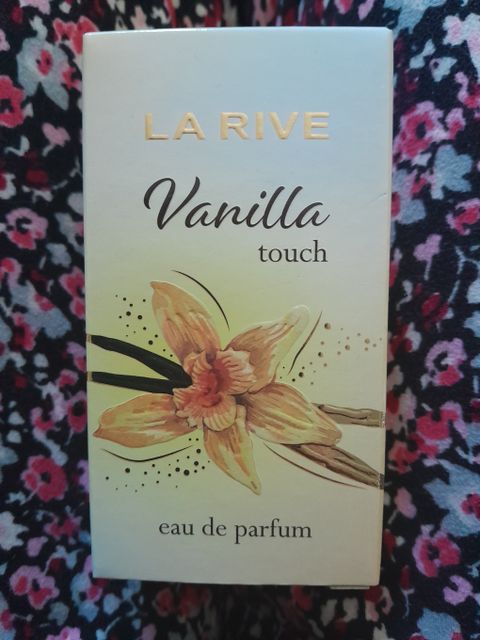 LA RIVE
Vanilla
touch
eau de parfum